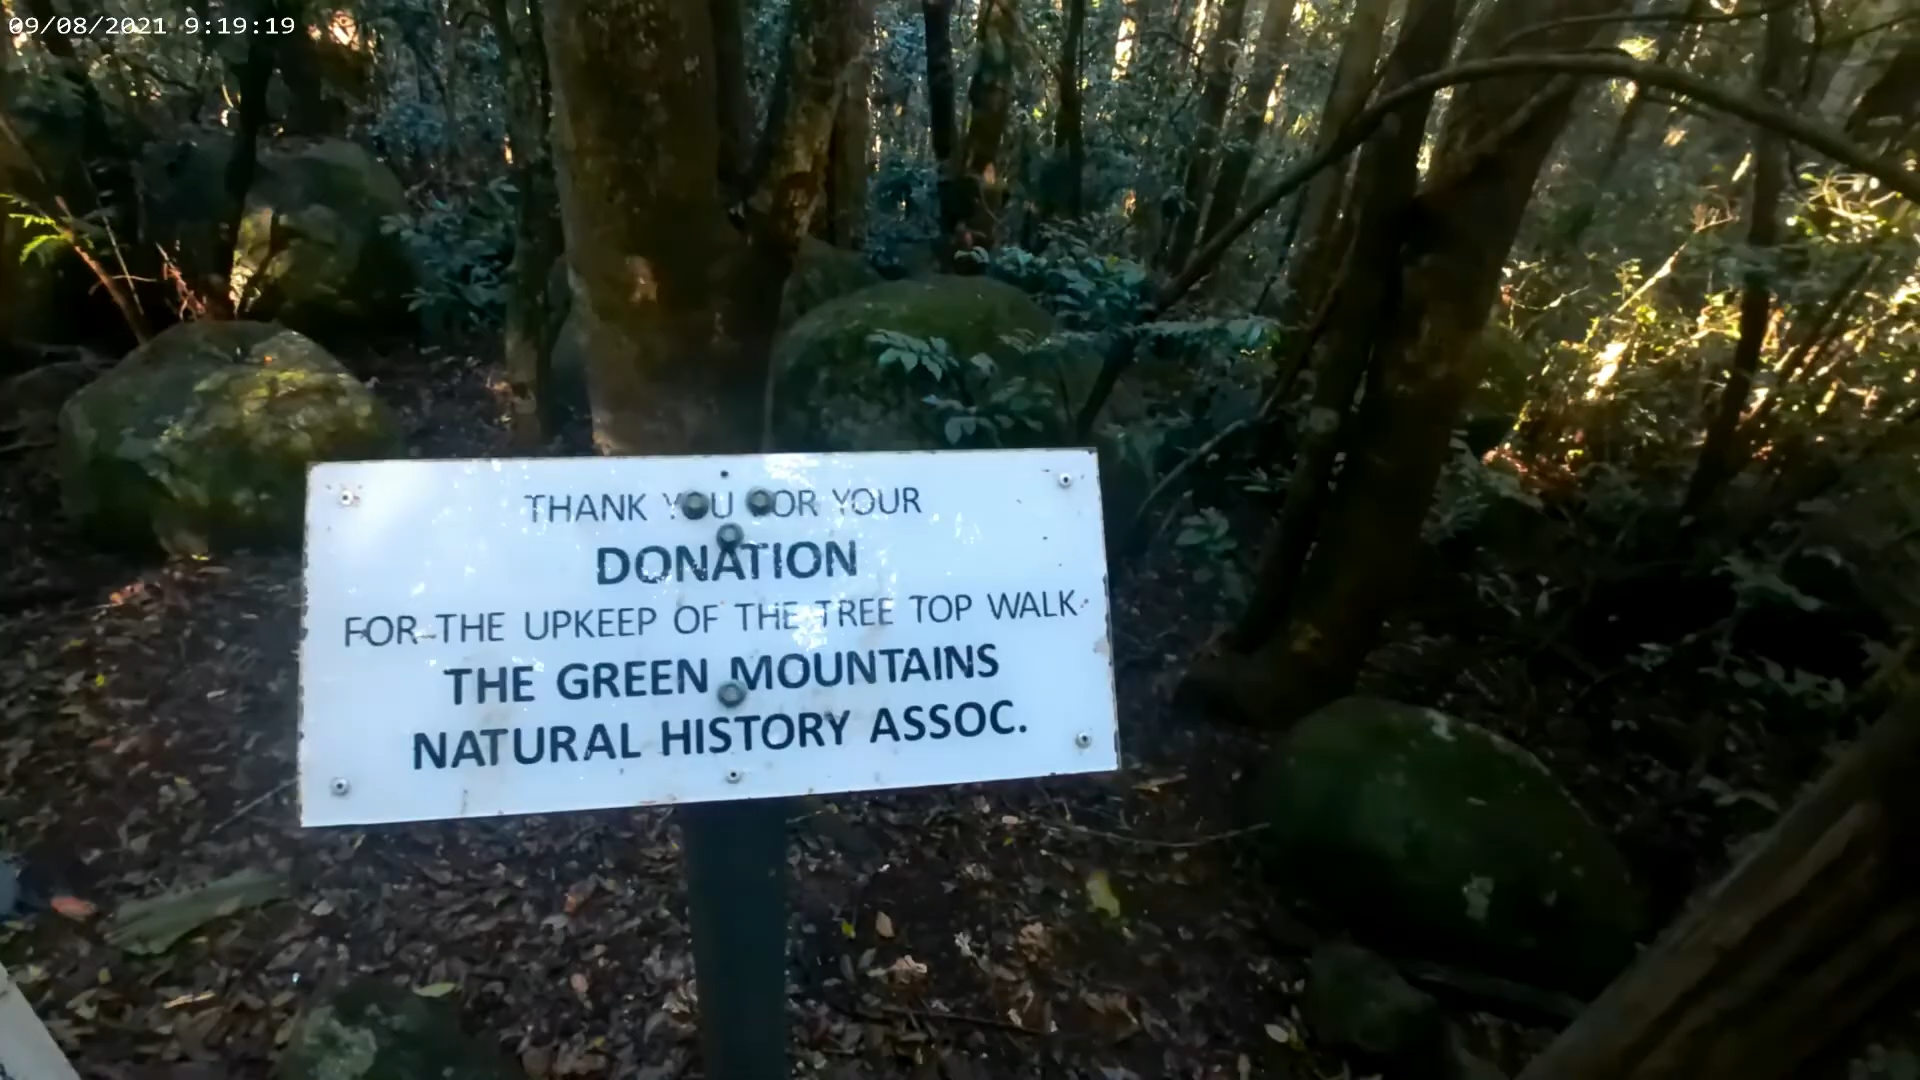 09/08/2021 9:19:19
THANK YOU FOR YOUR
DONATION
FOR THE UPKEEP OF THE TREE TOP WALK
THE GREEN MOUNTAINS
NATURAL HISTORY ASSOC.